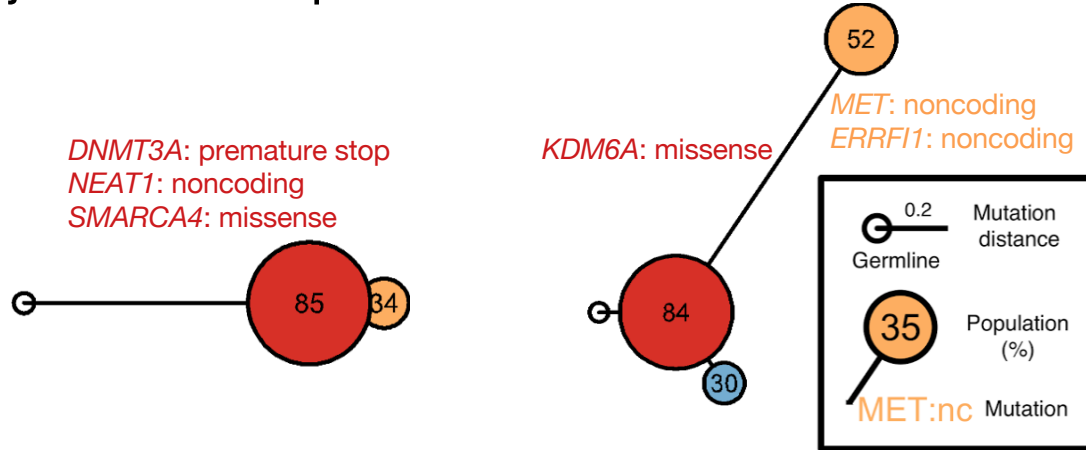 52
MET: noncoding
ERRFI1: noncoding
KDM6A: missense
DNMT3A: premature stop
NEAT1: noncoding
SMARCA4: missense
85
34
84
30
0.2
Mutation
distance
Germline
35
Population
(%)
MET:nc Mutation